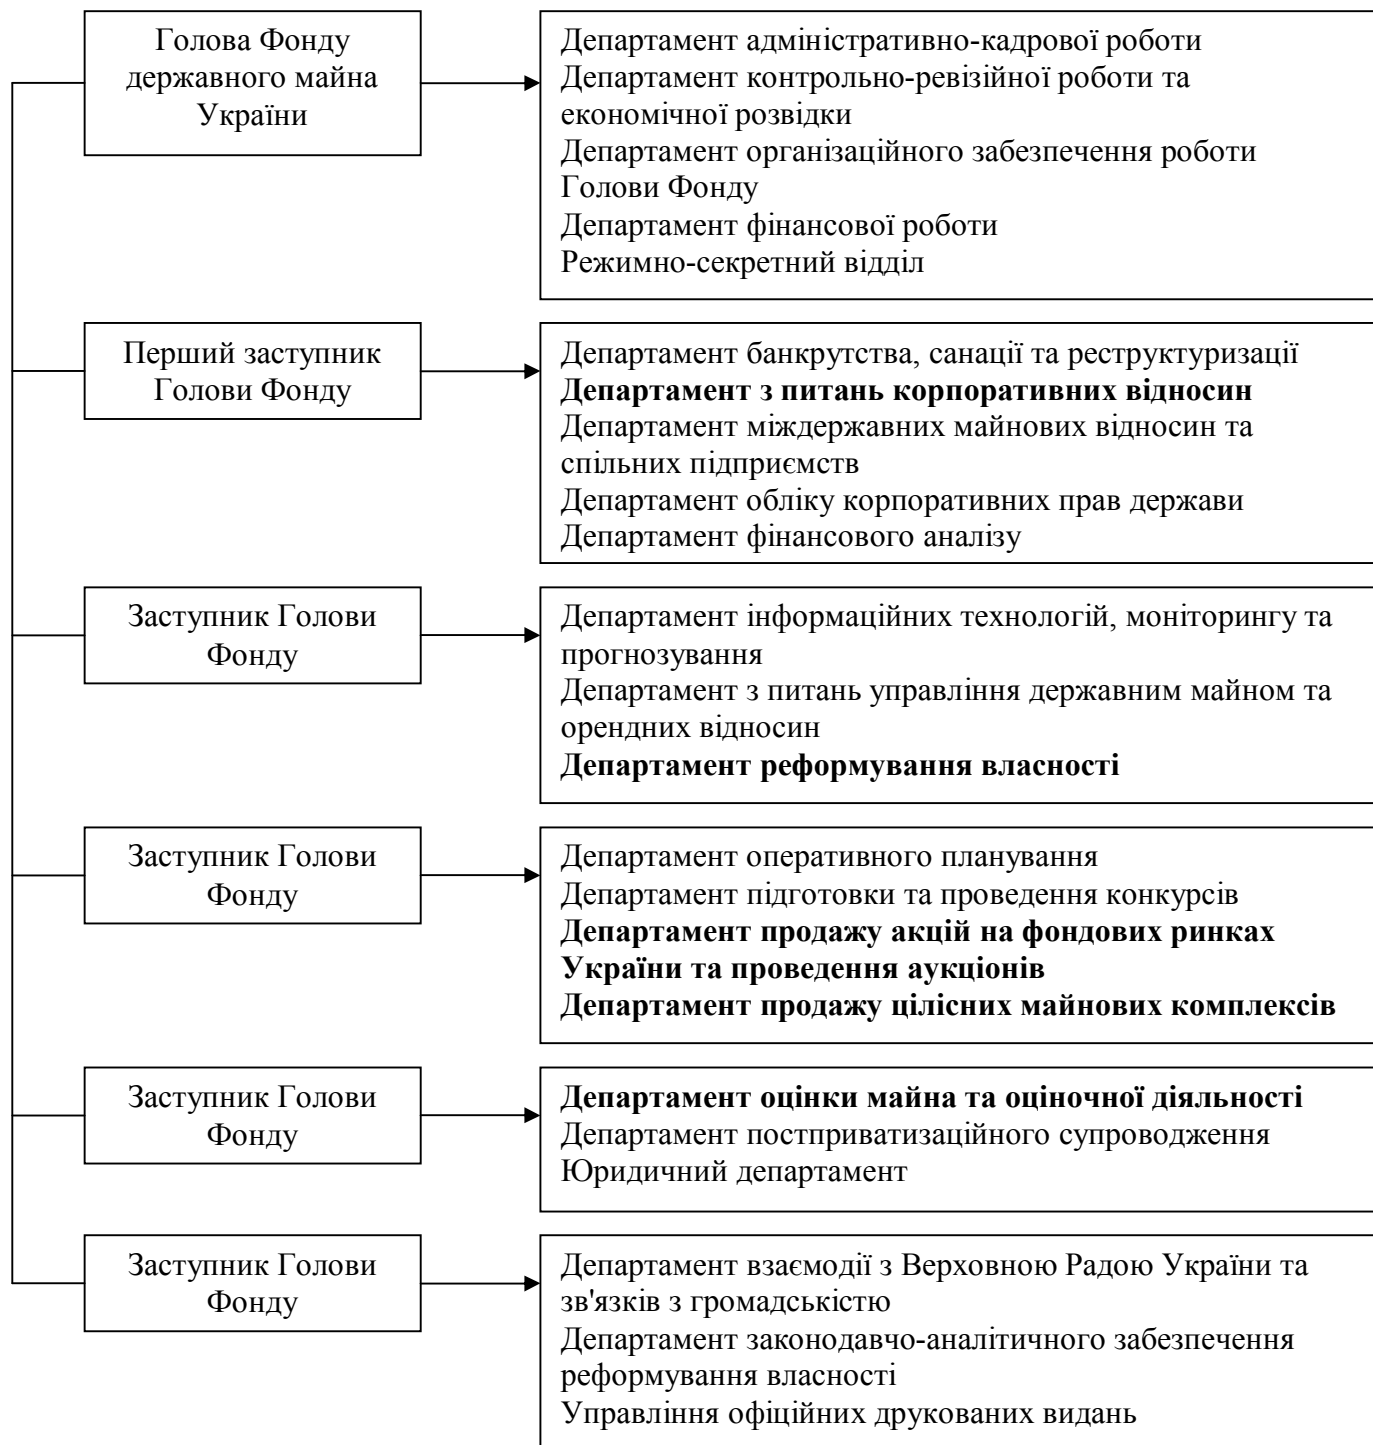 Голова Фонду
державного майна
України
Департамент адміністративно-кадрової роботи
Департамент контрольно-ревізійної роботи та
економічної розвідки
Департамент організаційного забезпечення роботи
Голови Фонду
Департамент фінансової роботи
Режимно-секретний відділ
Перший заступник
Голови Фонду
Департамент банкрутства, санації та реструктуризації
Департамент з питань корпоративних відносин
Департамент міждержавних майнових відносин та
спільних підприємств
Департамент обліку корпоративних прав держави
Департамент фінансового аналізу
Заступник Голови
Фонду
Департамент інформаційних технологій, моніторингу та
прогнозування
Департамент з питань управління державним майном та
орендних відносин
Департамент реформування власності
Заступник Голови
Фонду
Департамент оперативного планування
Департамент підготовки та проведення конкурсів
Департамент продажу акцій на фондових ринках
України та проведення аукціонів
Департамент продажу цілісних майнових комплексів
Заступник Голови
Фонду
Департамент оцінки майна та оціночної діяльності
Департамент постприватизаційного супроводження
Юридичний департамент
Заступник Голови
Фонду
Департамент взаємодії з Верховною Радою України та
зв'язків з громадськістю
Департамент законодавчо-аналітичного забезпечення
реформування власності
Управління офіційних друкованих видань